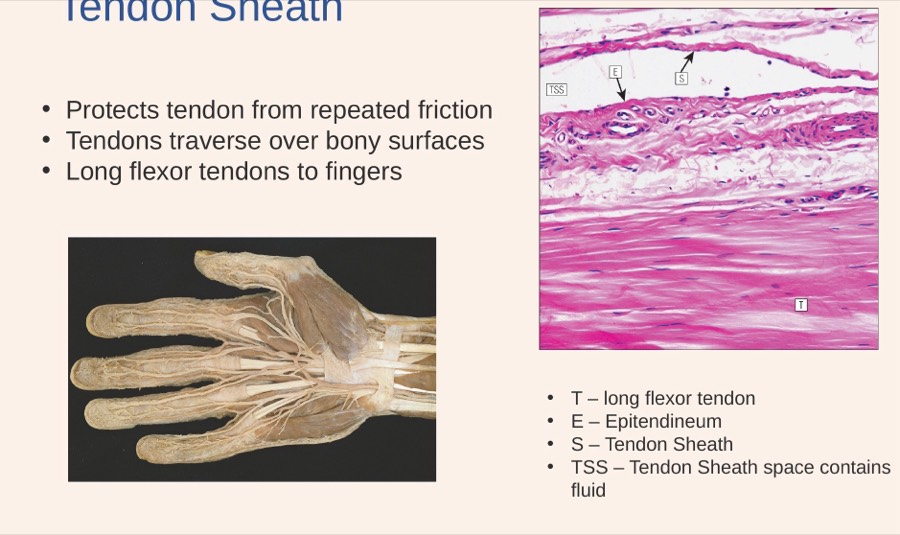 Tendon Sheath
• Protects tendon from repeated friction
• Tendons traverse over bony surfaces
• Long flexor tendons to fingers
E
S
TSS
T
• T – long flexor tendon
• E – Epitendineum
• S – Tendon Sheath
• TSS – Tendon Sheath space contains
fluid